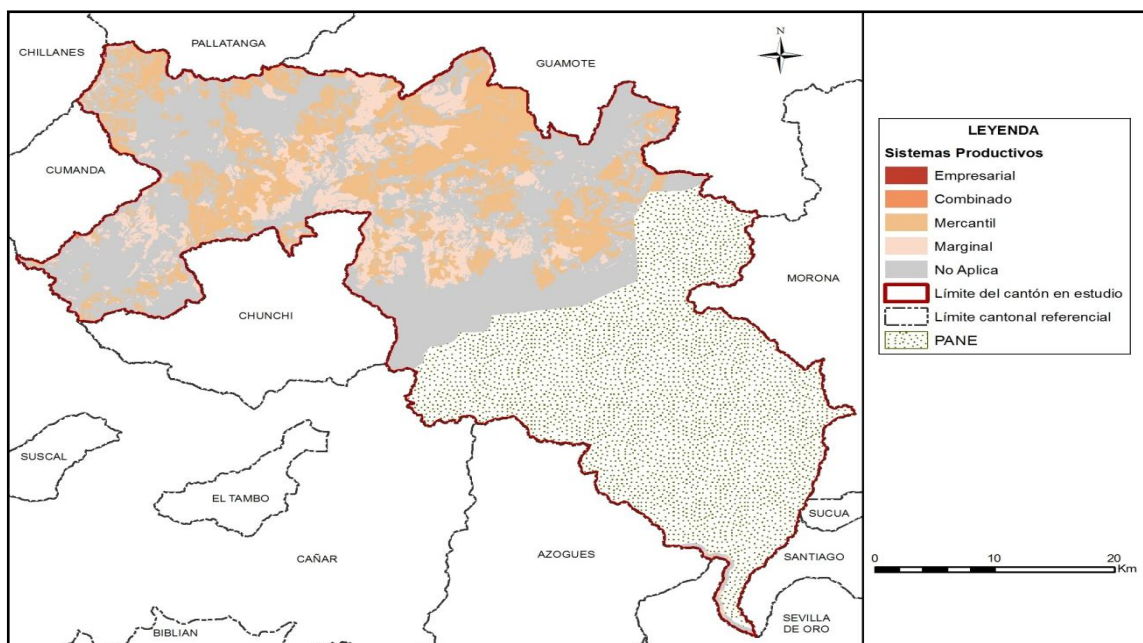 PALLATANGA
CHILLANES
GUAMOTE
N
CUMANDA
MORONA
CHUNCHI
SUSCAL
EL TAMBO
SUCUA
CAÑAR
AZOGUES
SANTIAGO
SEVILLA
DE ORO
BIBLIAN
LEYENDA
Sistemas Productivos
Empresarial
Combinado
Mercantil
Marginal
No Aplica
Límite del cantón en estudio
Límite cantonal referencial
PANE
0 10 20
Km